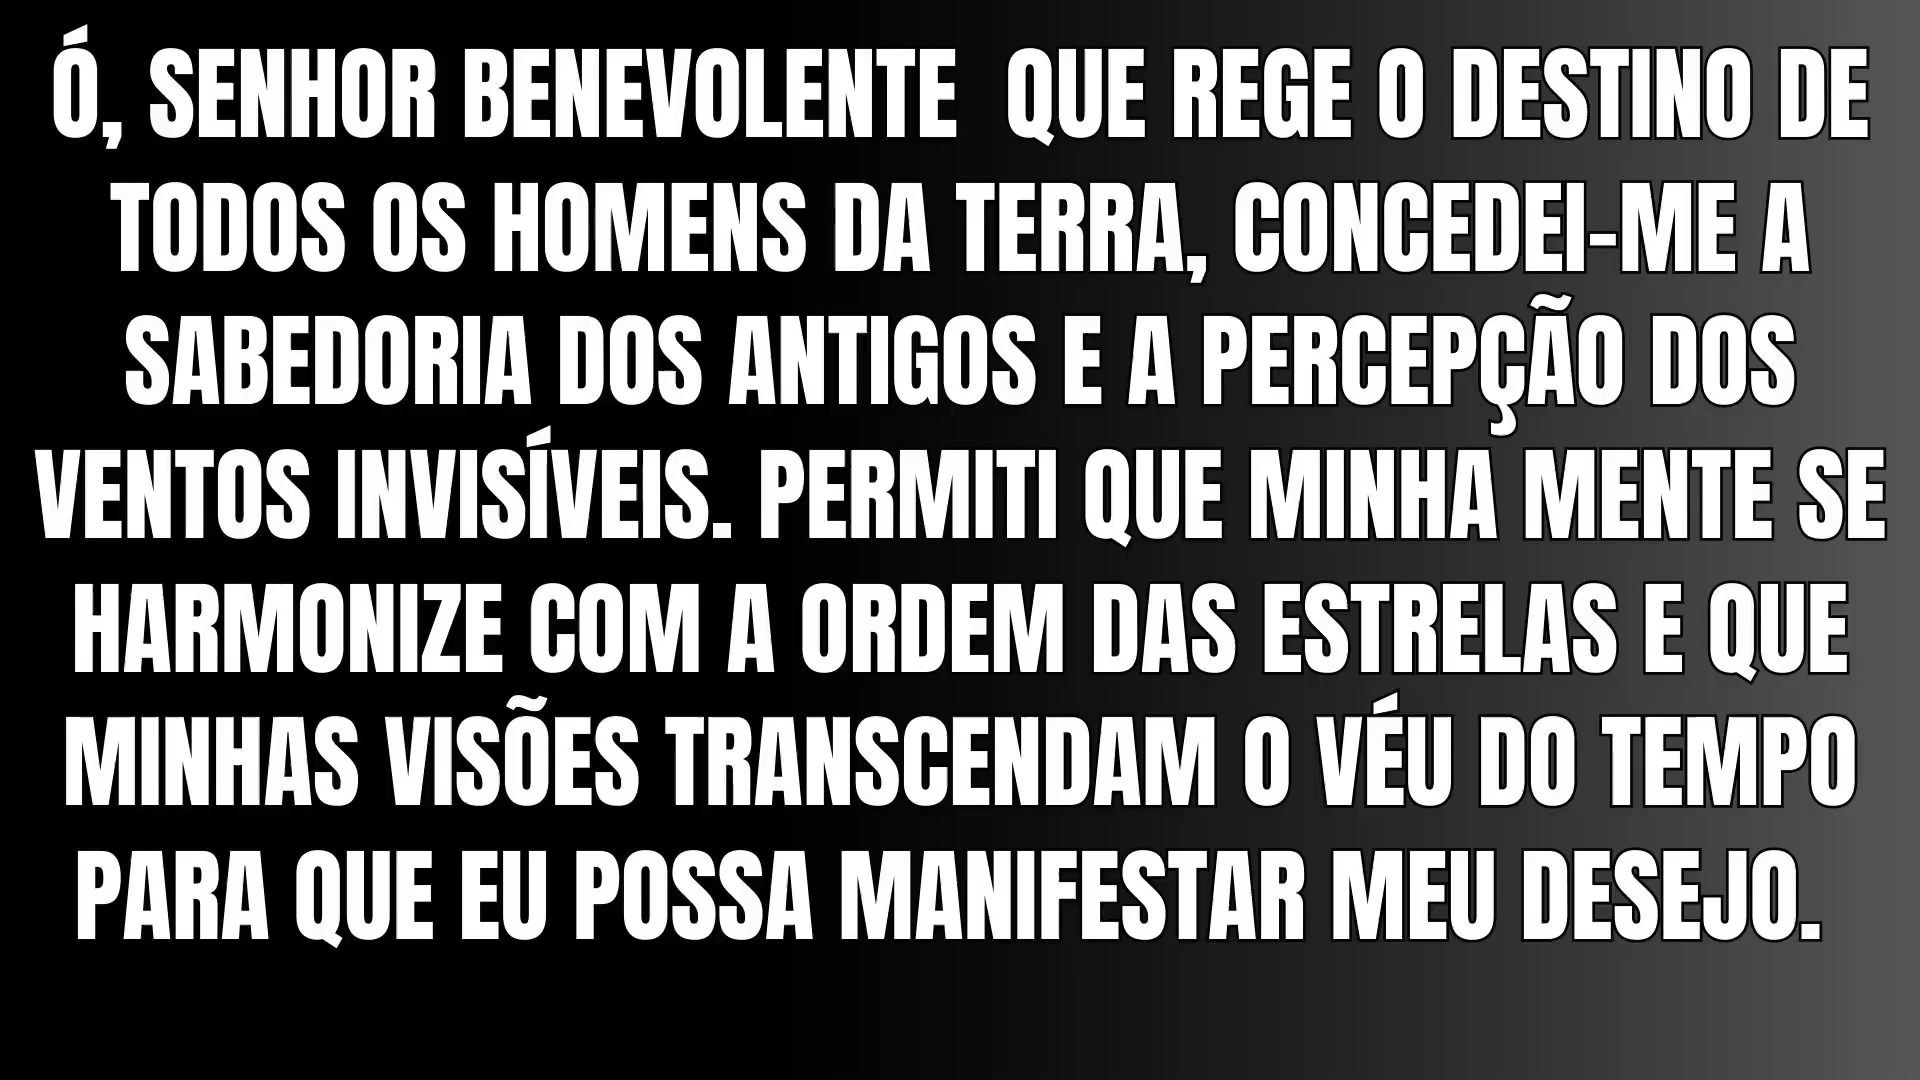 Ó, SENHOR BENEVOLENTE  QUE REGE O DESTINO DE
TODOS OS HOMENS DA TERRA, CONCEDEI-ME A
SABEDORIA DOS ANTIGOS E A PERCEPÇÃO DOS
VENTOS INVISÍVEIS. PERMITI QUE MINHA MENTE SE
HARMONIZE COM A ORDEM DAS ESTRELAS E QUE
MINHAS VISÕES TRANSCENDAM O VÉU DO TEMPO
PARA QUE EU POSSA MANIFESTAR MEU DESEJO.